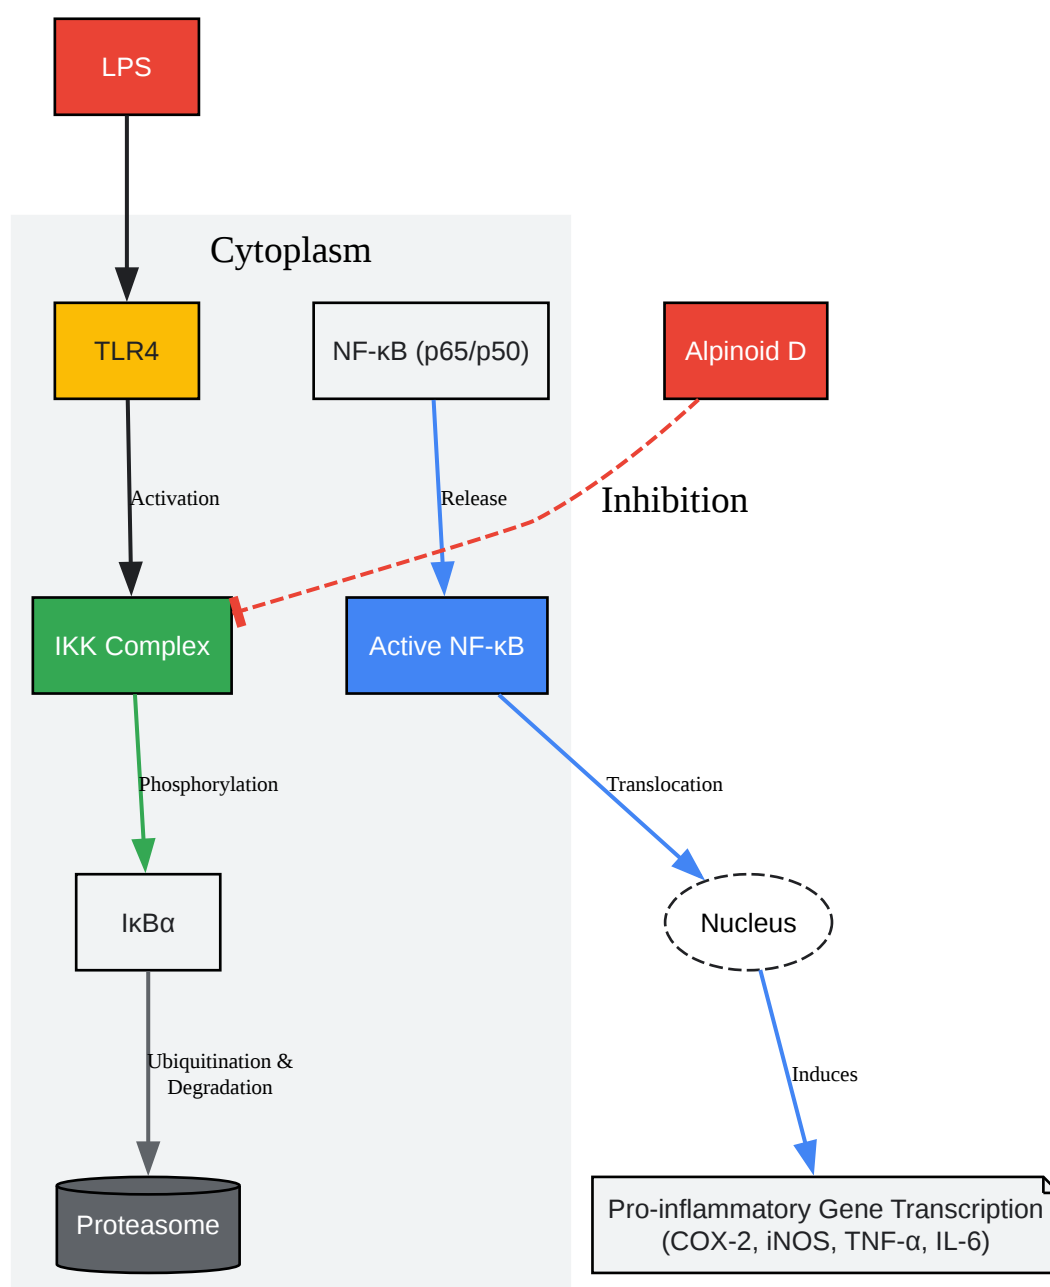 LPS
Cytoplasm
TLR4
NF-κB (p65/p50)
Alpinoid D
Activation
Release
Inhibition
IKK Complex
Active NF-κB
Phosphorylation
Translocation
IκBα
Nucleus
Ubiquitination &
Degradation
Induces
Proteasome
Pro-inflammatory Gene Transcription
(COX-2, iNOS, TNF-α, IL-6)